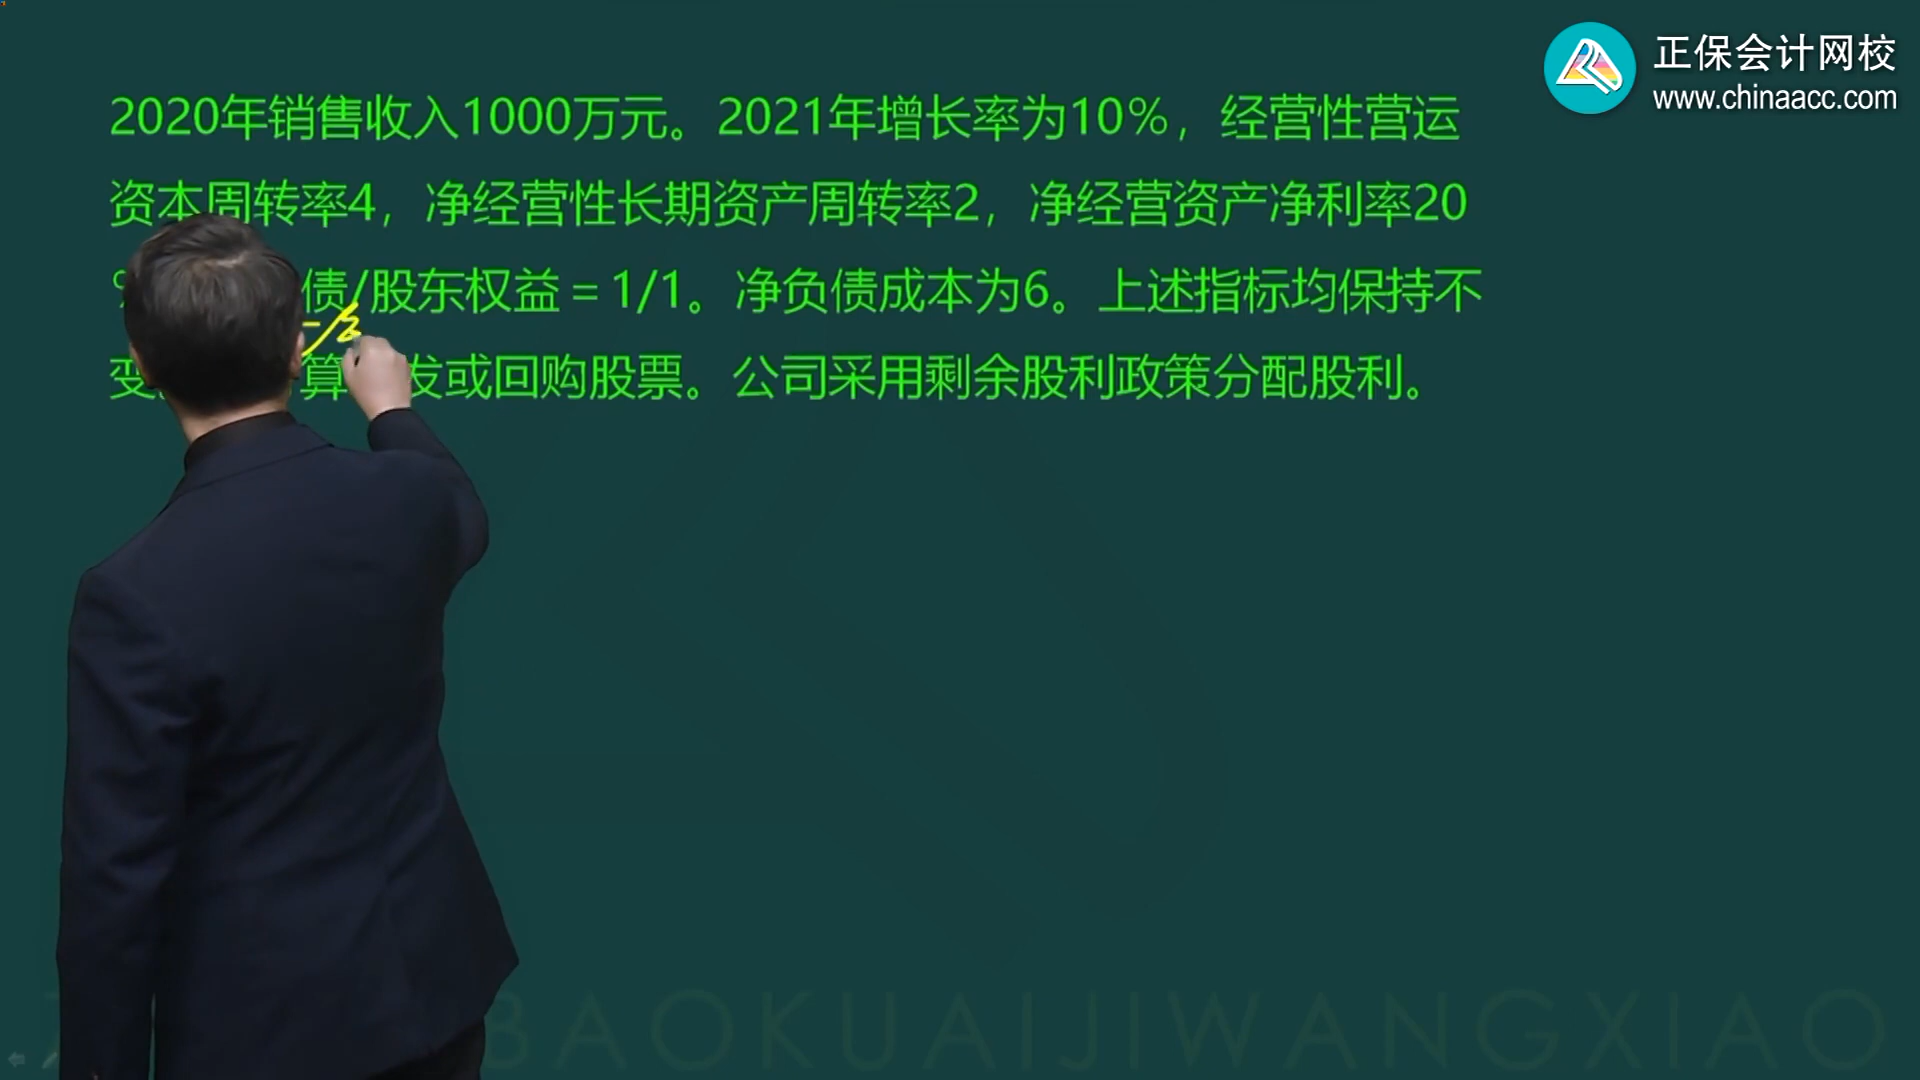 正保会计网校
www.chinaacc.com
2020年销售收入1000万元。2021年增长率为10%，经营性营运
资本周转率4，净经营性长期资产周转率2，净经营资产净利率20
债/股东权益＝1/1。净负债成本为6。上述指标均保持不
变 算 发或回购股票。公司采用剩余股利政策分配股利。
BAOKUAIJIWANGXIAO